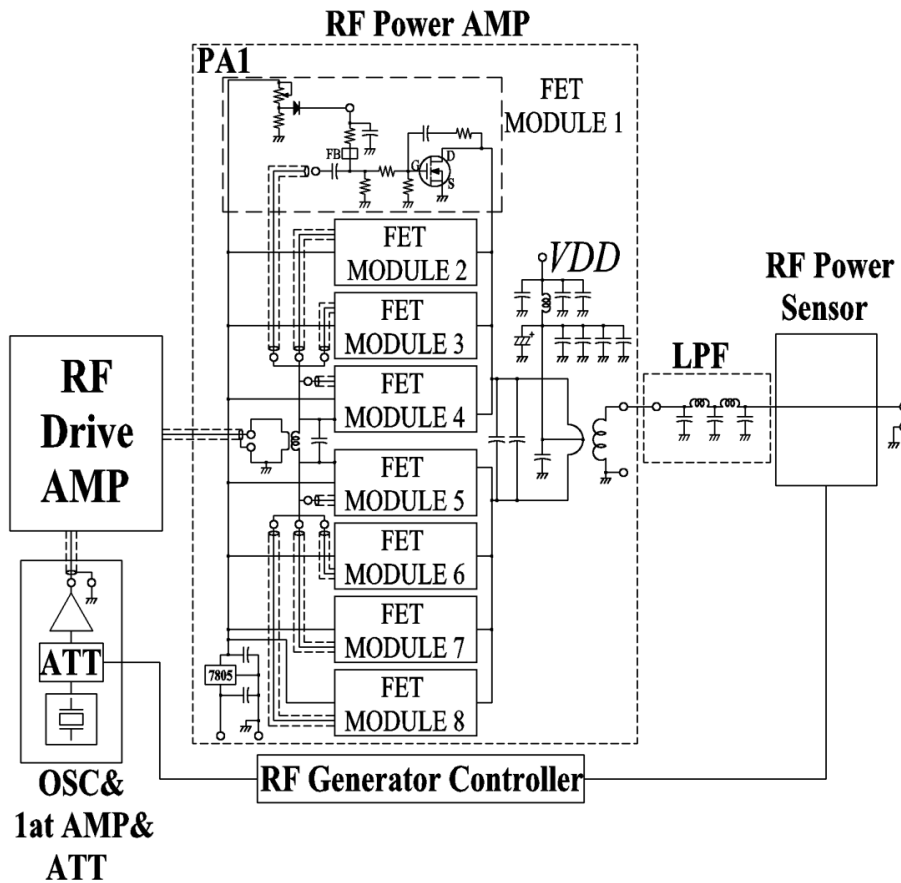 RF Power AMP
PA1
FET
MODULE 1
FB
G
D
S
FET
MODULE 2
VDD
RF Power
Sensor
FET
MODULE 3
+
LPF
RF
Drive
AMP
FET
MODULE 4
FET
MODULE 5
FET
MODULE 6
FET
MODULE 7
ATT
7805
FET
MODULE 8
RF Generator Controller
OSC&
1at AMP&
ATT